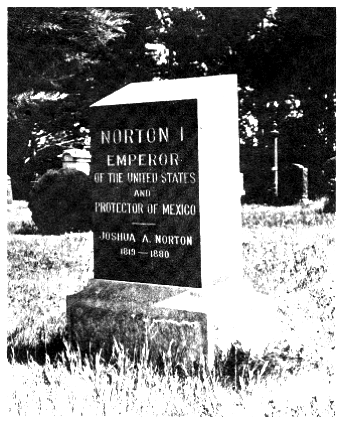 NORTON I
EMPEROR
OF THE UNITED STATES
AND
PROTECTOR OF MEXICO
JOSHUA A. NORTON
1819 — 1880